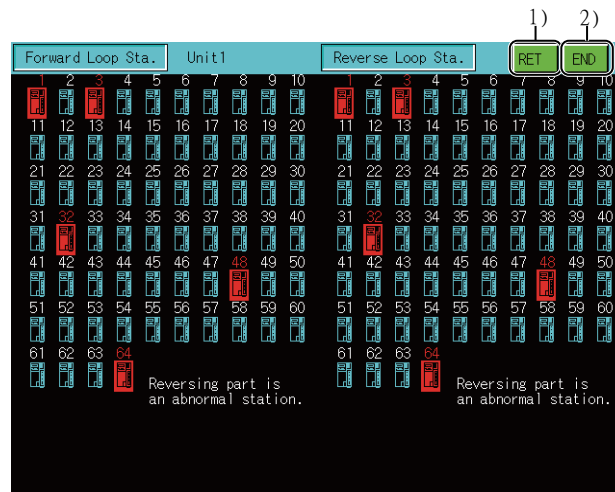 1) 2)
Forward Loop Sta. Unit1 Reverse Loop Sta. RET END
1 2 3 4 5 6 7 8 9 10 1 2 3 4 5 6 7 8 9 10
11 12 13 14 15 16 17 18 19 20 11 12 13 14 15 16 17 18 19 20
21 22 23 24 25 26 27 28 29 30 21 22 23 24 25 26 27 28 29 30
31 32 33 34 35 36 37 38 39 40 31 32 33 34 35 36 37 38 39 40
41 42 43 44 45 46 47 48 49 50 41 42 43 44 45 46 47 48 49 50
51 52 53 54 55 56 57 58 59 60 51 52 53 54 55 56 57 58 59 60
61 62 63 64 61 62 63 64
Reversing part is Reversing part is
an abnormal station. an abnormal station.